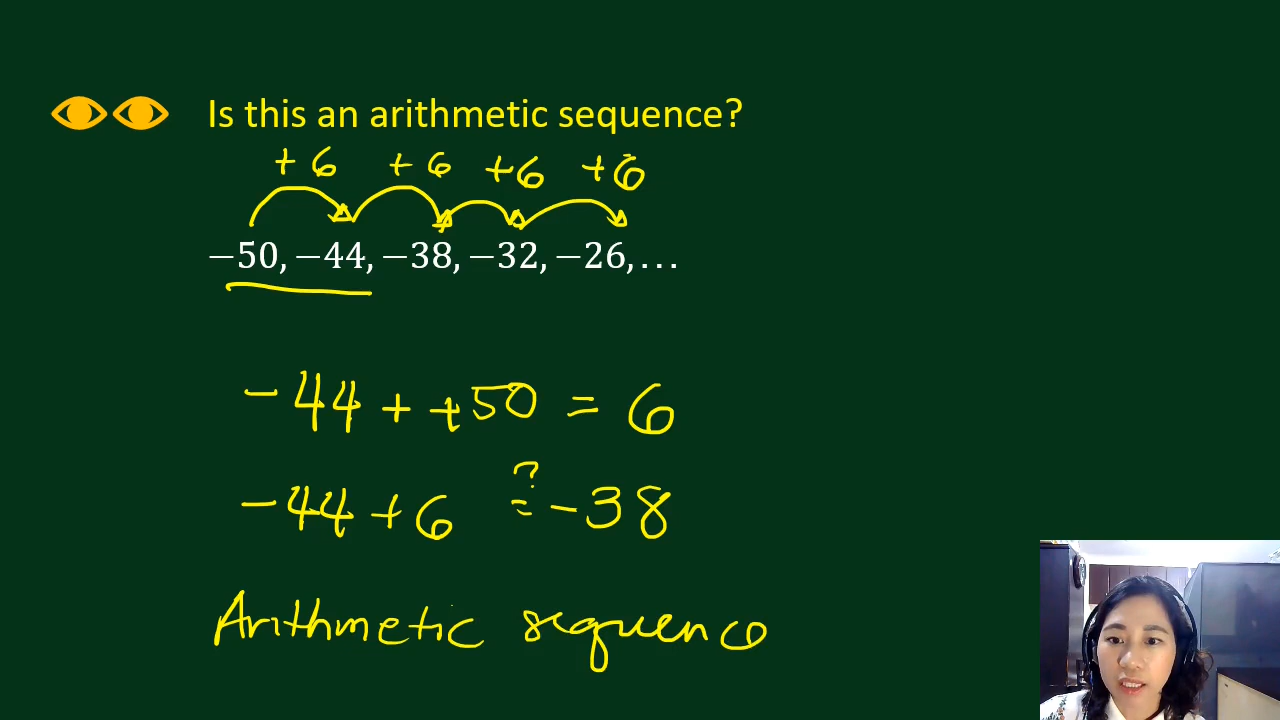 Is this an arithmetic sequence?
+6 +6 +6 +6
−50, −44, −38, −32, −26, …
-44 + +50 = 6
?
-44 + 6 = -38
Arithmetic sequence